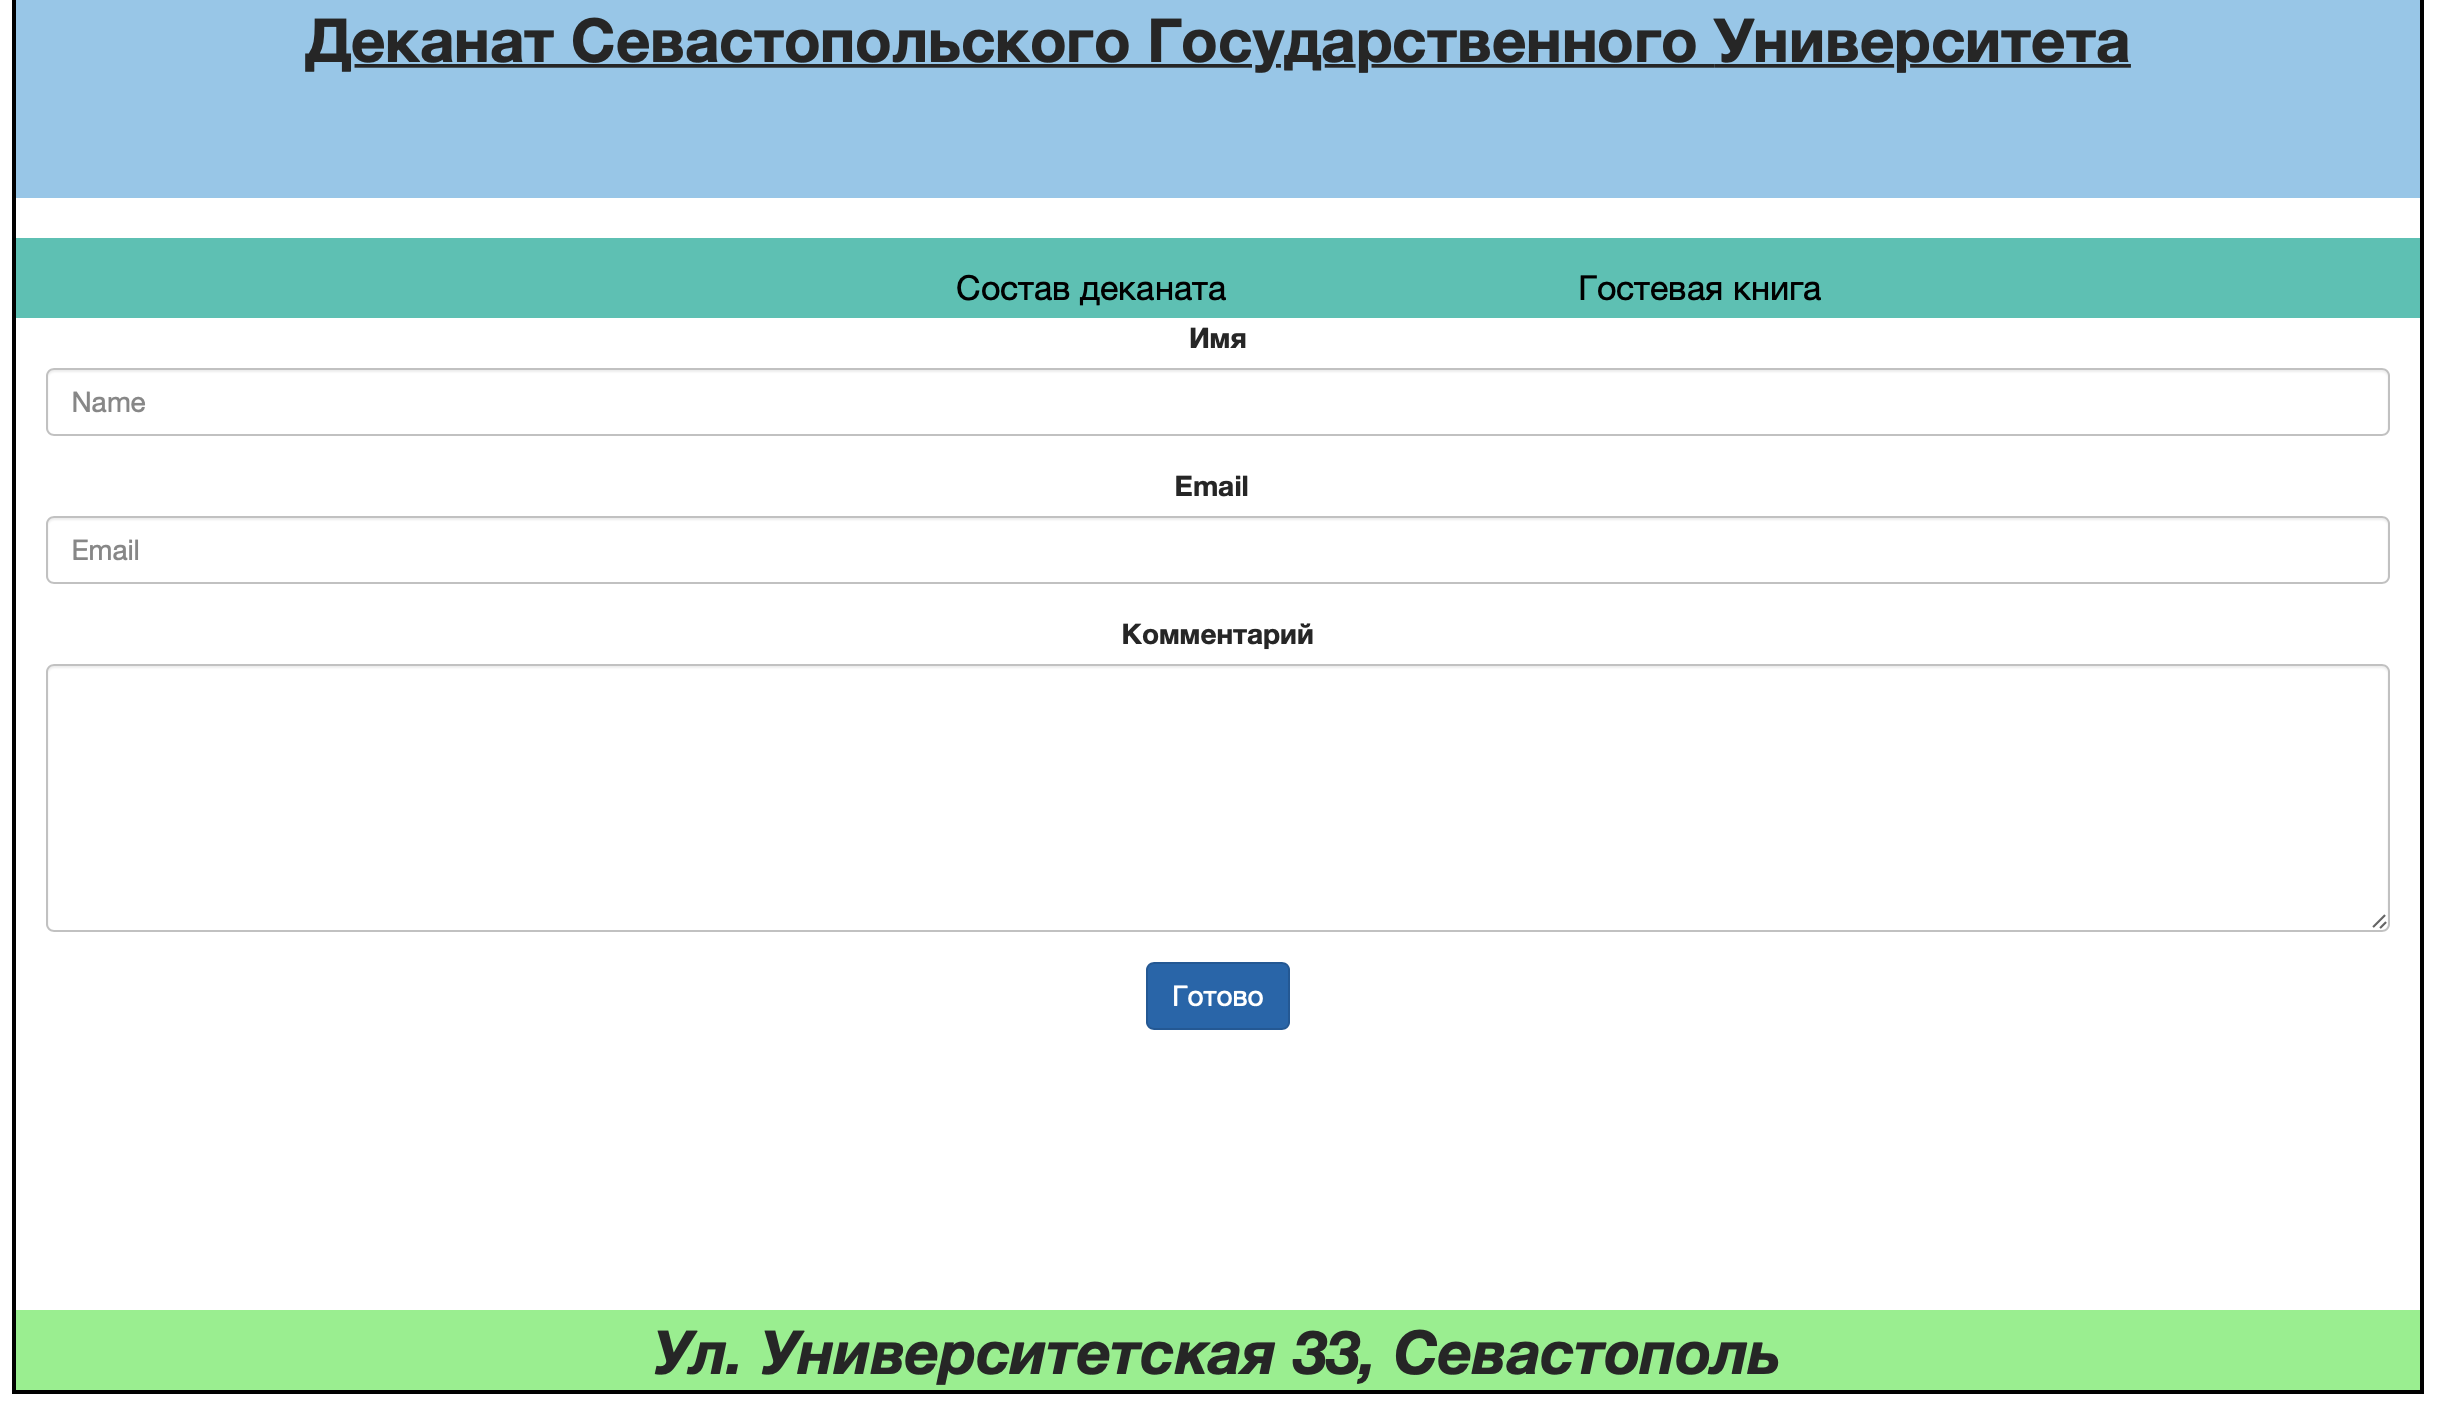 Деканат Севастопольского Государственного Университета
Состав деканата Гостевая книга
Имя
Name
Email
Email
Комментарий
Готово
Ул. Университетская 33, Севастополь